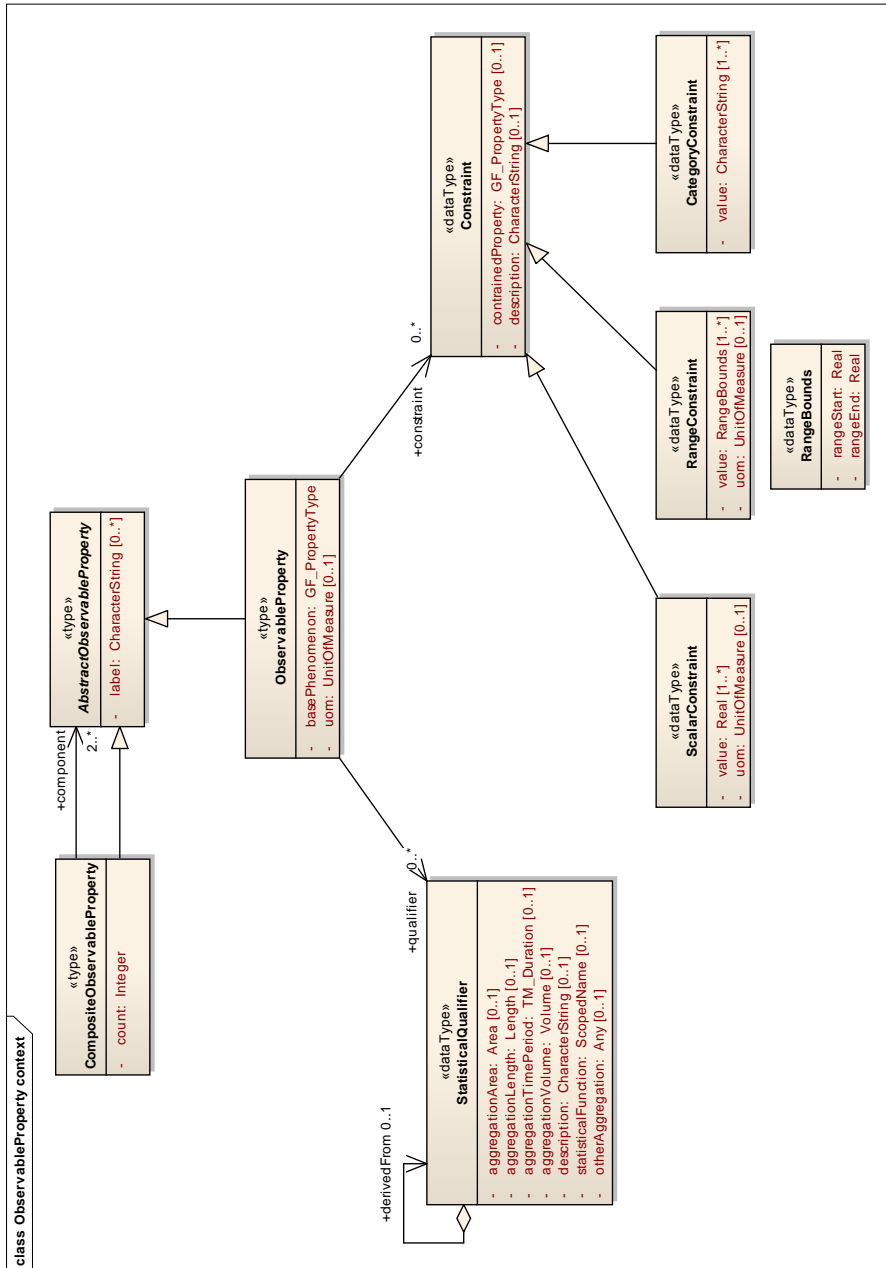 class ObservableProperty context
«type»
CompositeObservableProperty
- count: Integer
+component
2..*
«type»
AbstractObservableProperty
- label: CharacterString [0..*]
«type»
ObservableProperty
- basePhenomenon: GF_PropertyType
- uom: UnitOfMeasure [0..1]
+qualifier
0..*
+constraint
0..*
+derivedFrom 0..1
«dataType»
StatisticalQualifier
- aggregationArea: Area [0..1]
- aggregationLength: Length [0..1]
- aggregationTimePeriod: TM_Duration [0..1]
- aggregationVolume: Volume [0..1]
- description: CharacterString [0..1]
- statisticalFunction: ScopedName [0..1]
- otherAggregation: Any [0..1]
«dataType»
Constraint
- contrainedProperty: GF_PropertyType [0..1]
- description: CharacterString [0..1]
«dataType»
ScalarConstraint
- value: Real [1..*]
- uom: UnitOfMeasure [0..1]
«dataType»
RangeConstraint
- value: RangeBounds [1..*]
- uom: UnitOfMeasure [0..1]
«dataType»
CategoryConstraint
- value: CharacterString [1..*]
«dataType»
RangeBounds
- rangeStart: Real
- rangeEnd: Real